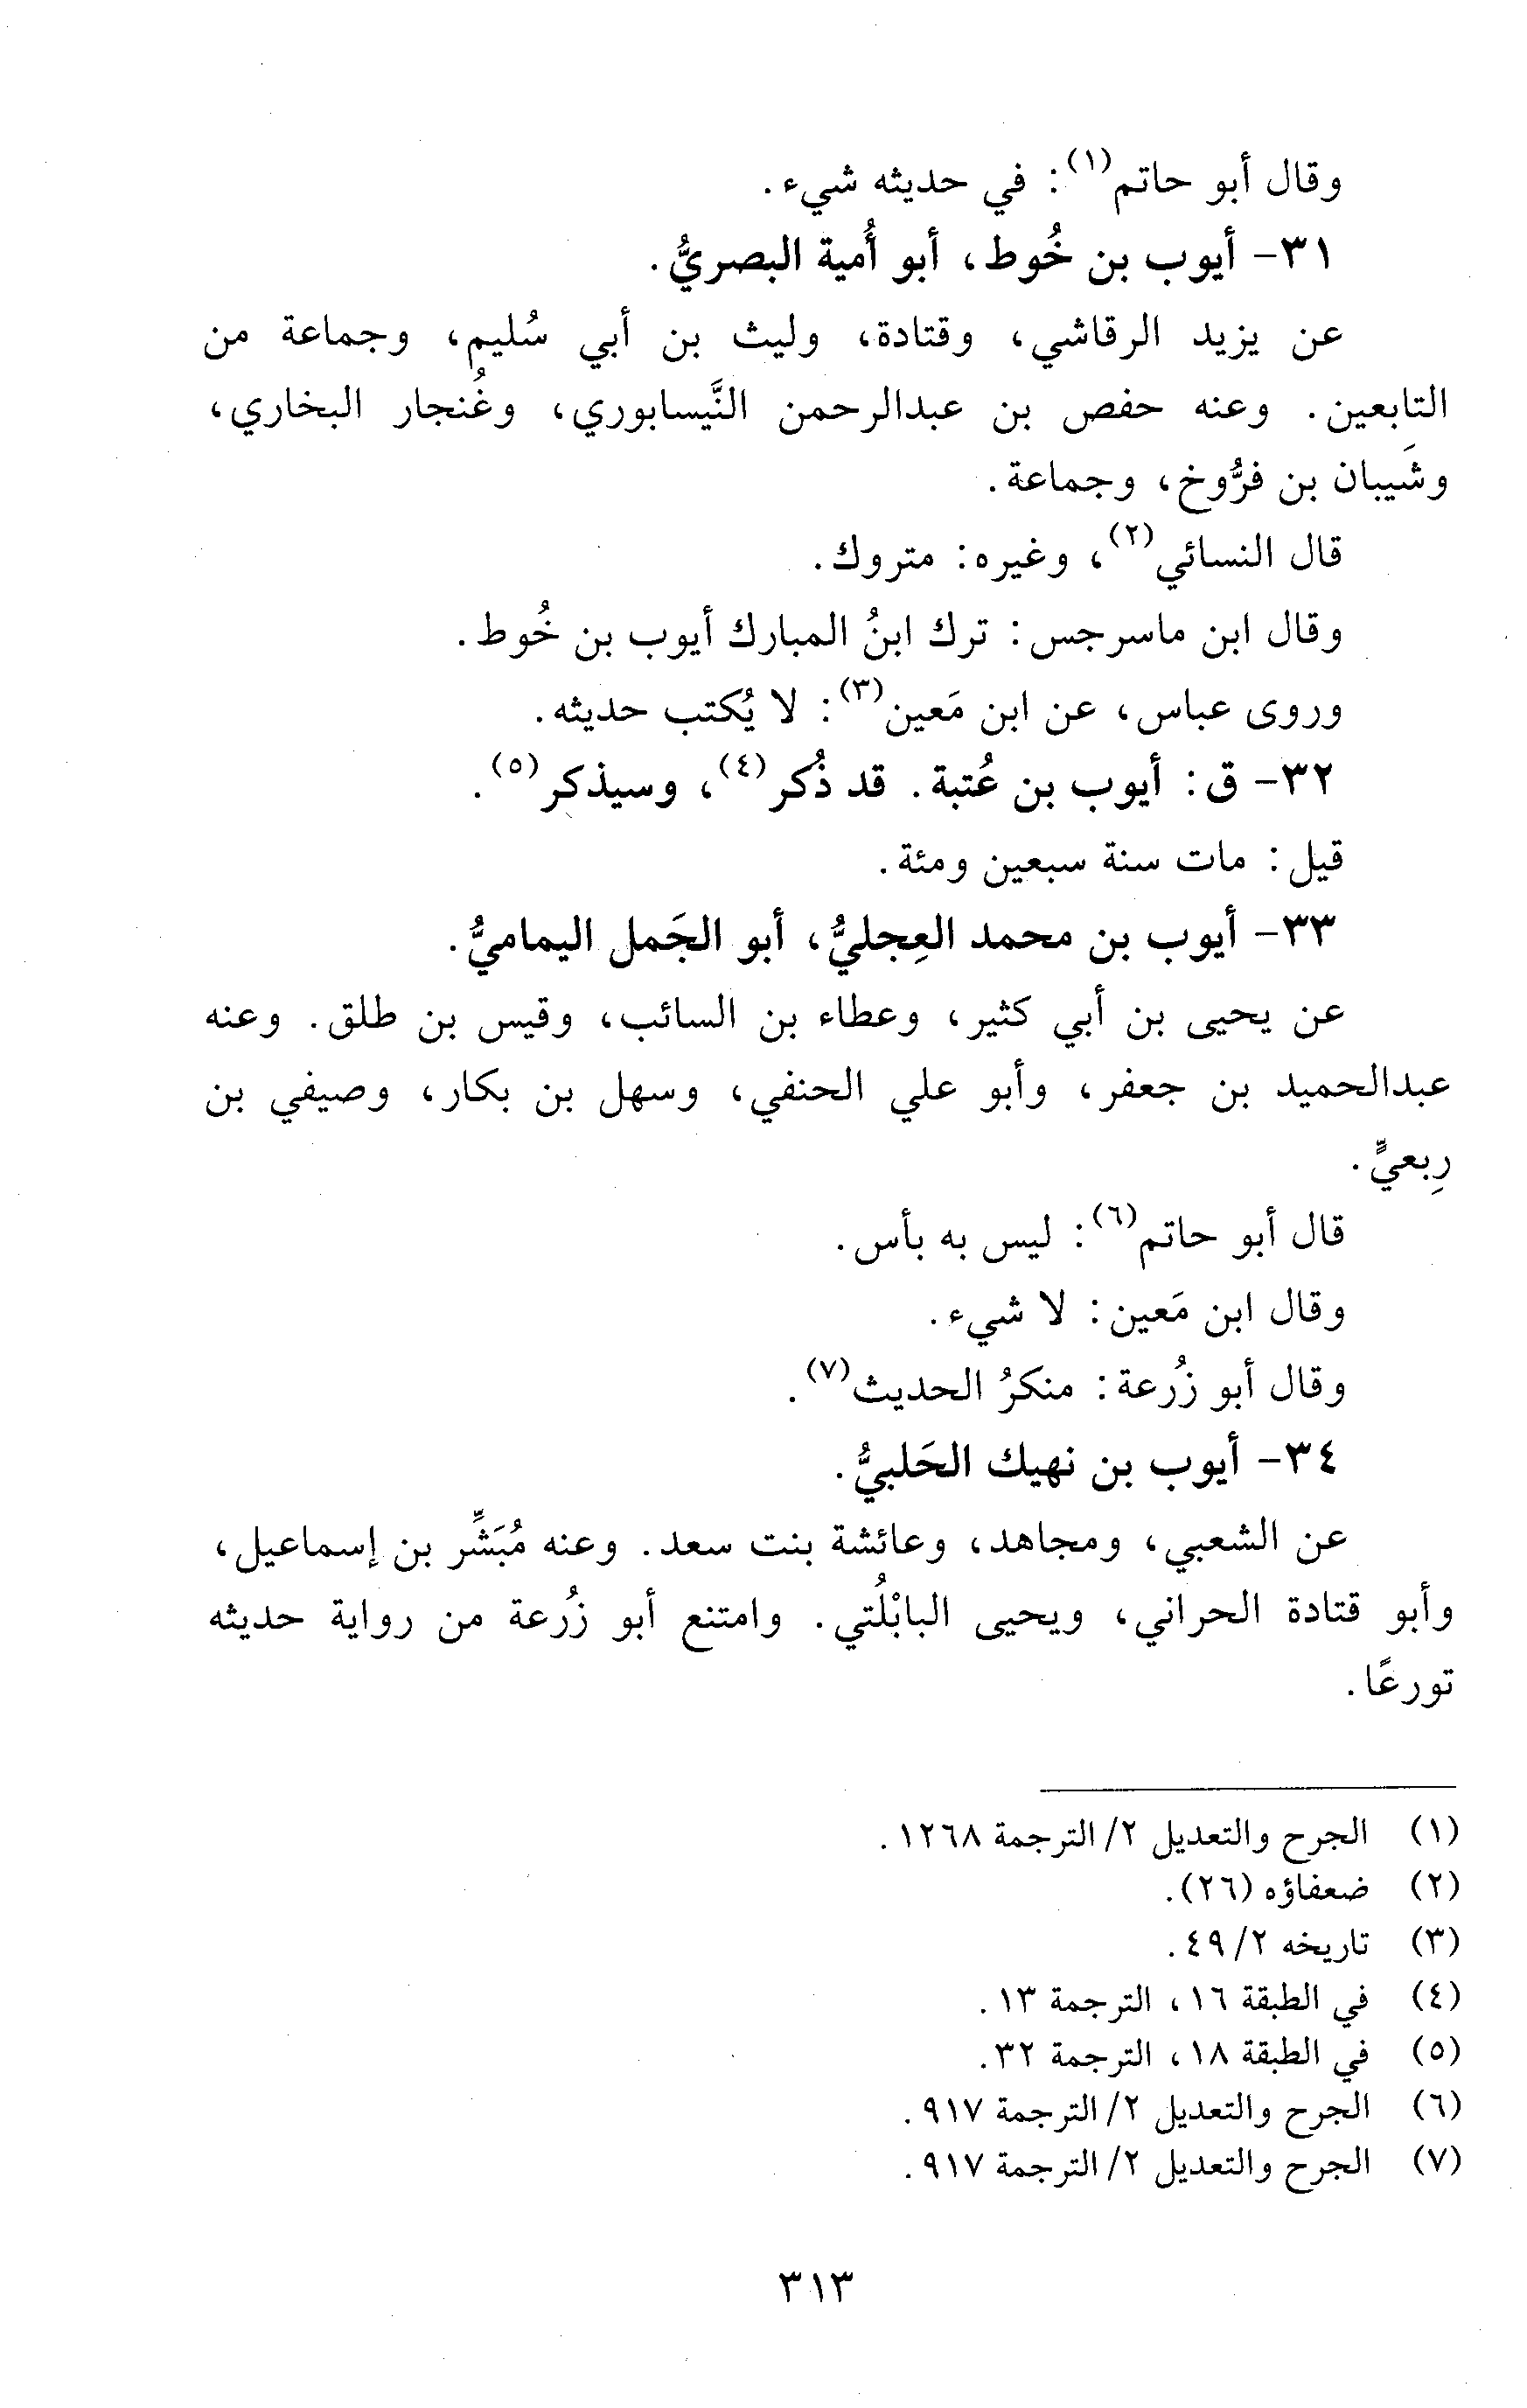 وقال أبو حاتم(١): في حديثه شيء.
٣١- أيوب بن خُوط، أبو أُمية البصريُّ.
عن يزيد الرقاشي، وقتادة، وليث بن أبي سُليم، وجماعة من
التابعين. وعنه حفص بن عبدالرحمن النَّيسابوري، وغُنجار البخاري،
وشَيبان بن فرُّوخ، وجماعة.
قال النسائي(٢)، وغيره: متروك.
وقال ابن ماسرجس: ترك ابنُ المبارك أيوب بن خُوط.
وروى عباس، عن ابن مَعين(٣): لا يُكتب حديثه.
٣٢- ق: أيوب بن عُتبة. قد ذُكر(٤)، وسيذكر(٥).
قيل: مات سنة سبعين ومئة.
٣٣- أيوب بن محمد العِجليُّ، أبو الجَمل اليماميُّ.
عن يحيى بن أبي كثير، وعطاء بن السائب، وقيس بن طلق. وعنه
عبدالحميد بن جعفر، وأبو علي الحنفي، وسهل بن بكار، وصيفي بن
رِبعيٍّ.
قال أبو حاتم(٦): ليس به بأس.
وقال ابن مَعين: لا شيء.
وقال أبو زُرعة: منكرُ الحديث(٧).
٣٤- أيوب بن نهيك الحَلبيُّ.
عن الشعبي، ومجاهد، وعائشة بنت سعد. وعنه مُبَشِّر بن إسماعيل،
وأبو قتادة الحراني، ويحيى البابْلُتي. وامتنع أبو زُرعة من رواية حديثه
تورعًا.
(١) الجرح والتعديل ٢/ الترجمة ١٢٦٨.
(٢) ضعفاؤه (٢٦).
(٣) تاريخه ٢/ ٤٩.
(٤) في الطبقة ١٦، الترجمة ١٣.
(٥) في الطبقة ١٨، الترجمة ٣٢.
(٦) الجرح والتعديل ٢/ الترجمة ٩١٧.
(٧) الجرح والتعديل ٢/ الترجمة ٩١٧.
٣١٣